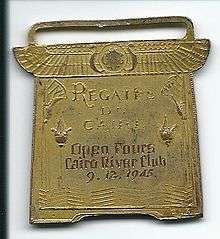 REGATES
DU
CAIRE
Open Fours
Cairo River Club
9. 12. 1945.